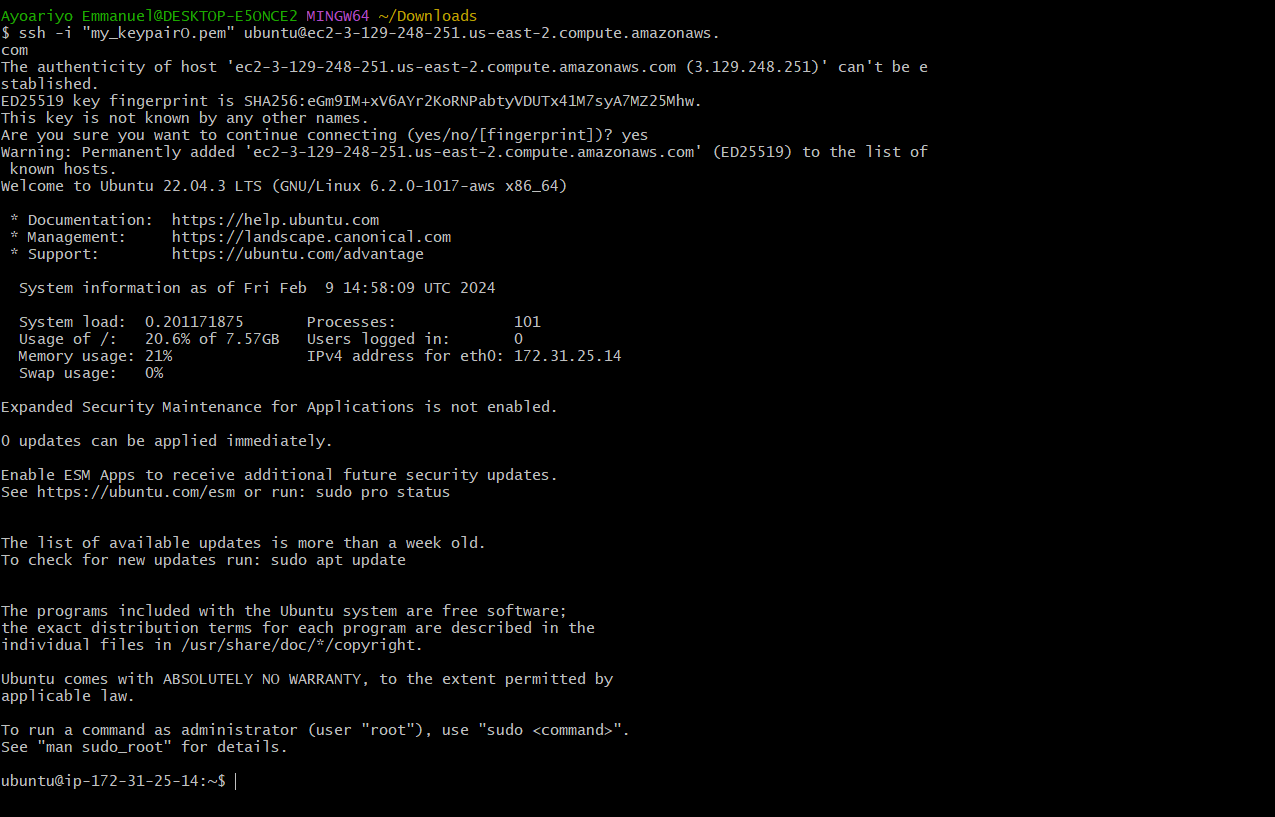 Ayoariyo Emmanuel@DESKTOP-E5ONCE2 MINGW64 ~/Downloads
$ ssh -i "my_keypair0.pem" ubuntu@ec2-3-129-248-251.us-east-2.compute.amazonaws.
com
The authenticity of host 'ec2-3-129-248-251.us-east-2.compute.amazonaws.com (3.129.248.251)' can't be e
stablished.
ED25519 key fingerprint is SHA256:eGm9IM+xV6AYr2KoRNPabtyVDUTx41M7syA7MZ25Mhw.
This key is not known by any other names.
Are you sure you want to continue connecting (yes/no/[fingerprint])? yes
Warning: Permanently added 'ec2-3-129-248-251.us-east-2.compute.amazonaws.com' (ED25519) to the list of
 known hosts.
Welcome to Ubuntu 22.04.3 LTS (GNU/Linux 6.2.0-1017-aws x86_64)

 * Documentation:  https://help.ubuntu.com
 * Management:     https://landscape.canonical.com
 * Support:        https://ubuntu.com/advantage

  System information as of Fri Feb  9 14:58:09 UTC 2024

  System load:  0.201171875       Processes:             101
  Usage of /:   20.6% of 7.57GB   Users logged in:       0
  Memory usage: 21%               IPv4 address for eth0: 172.31.25.14
  Swap usage:   0%

Expanded Security Maintenance for Applications is not enabled.

0 updates can be applied immediately.

Enable ESM Apps to receive additional future security updates.
See https://ubuntu.com/esm or run: sudo pro status


The list of available updates is more than a week old.
To check for new updates run: sudo apt update


The programs included with the Ubuntu system are free software;
the exact distribution terms for each program are described in the
individual files in /usr/share/doc/*/copyright.

Ubuntu comes with ABSOLUTELY NO WARRANTY, to the extent permitted by
applicable law.

To run a command as administrator (user "root"), use "sudo <command>".
See "man sudo_root" for details.

ubuntu@ip-172-31-25-14:~$